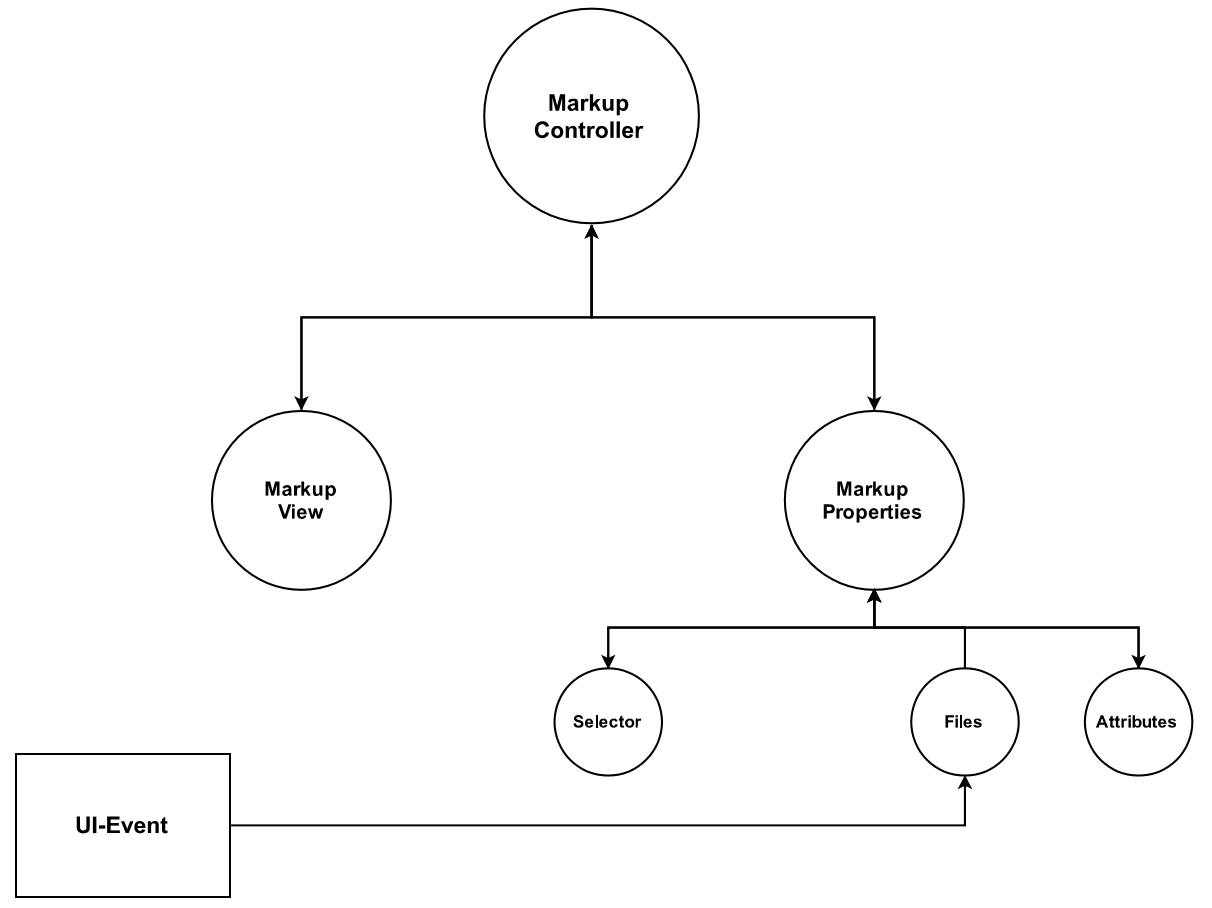 Markup
Controller
Markup
View
Markup
Properties
Selector
Files
Attributes
UI-Event